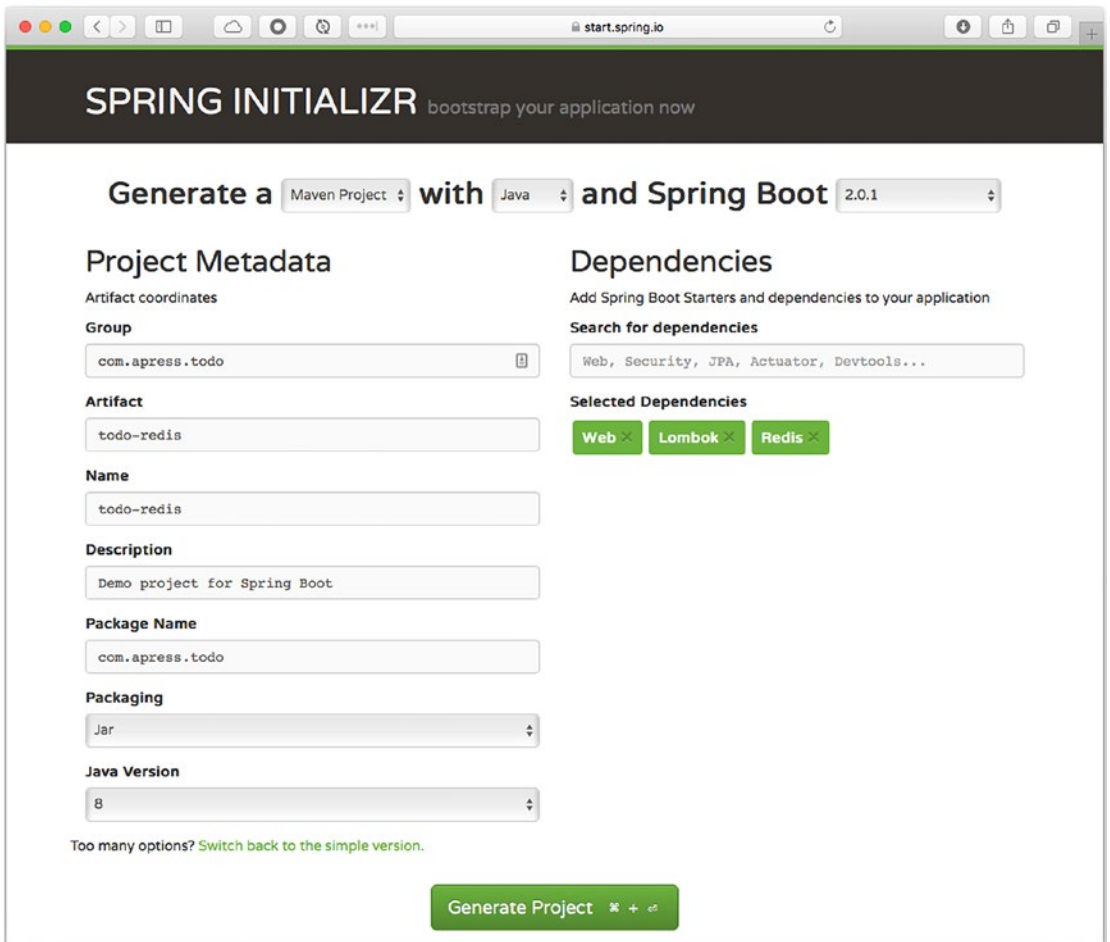 start.spring.io
SPRING INITIALIZR bootstrap your application now
Generate a Maven Project with Java and Spring Boot 2.0.1
Project Metadata
Artifact coordinates
Group
com.apress.todo
Artifact
todo-redis
Name
todo-redis
Description
Demo project for Spring Boot
Package Name
com.apress.todo
Packaging
Jar
Java Version
8
Too many options? Switch back to the simple version.
Dependencies
Add Spring Boot Starters and dependencies to your application
Search for dependencies
Web, Security, JPA, Actuator, Devtools...
Selected Dependencies
Web × Lombok × Redis ×
Generate Project ⌘ + ⏎